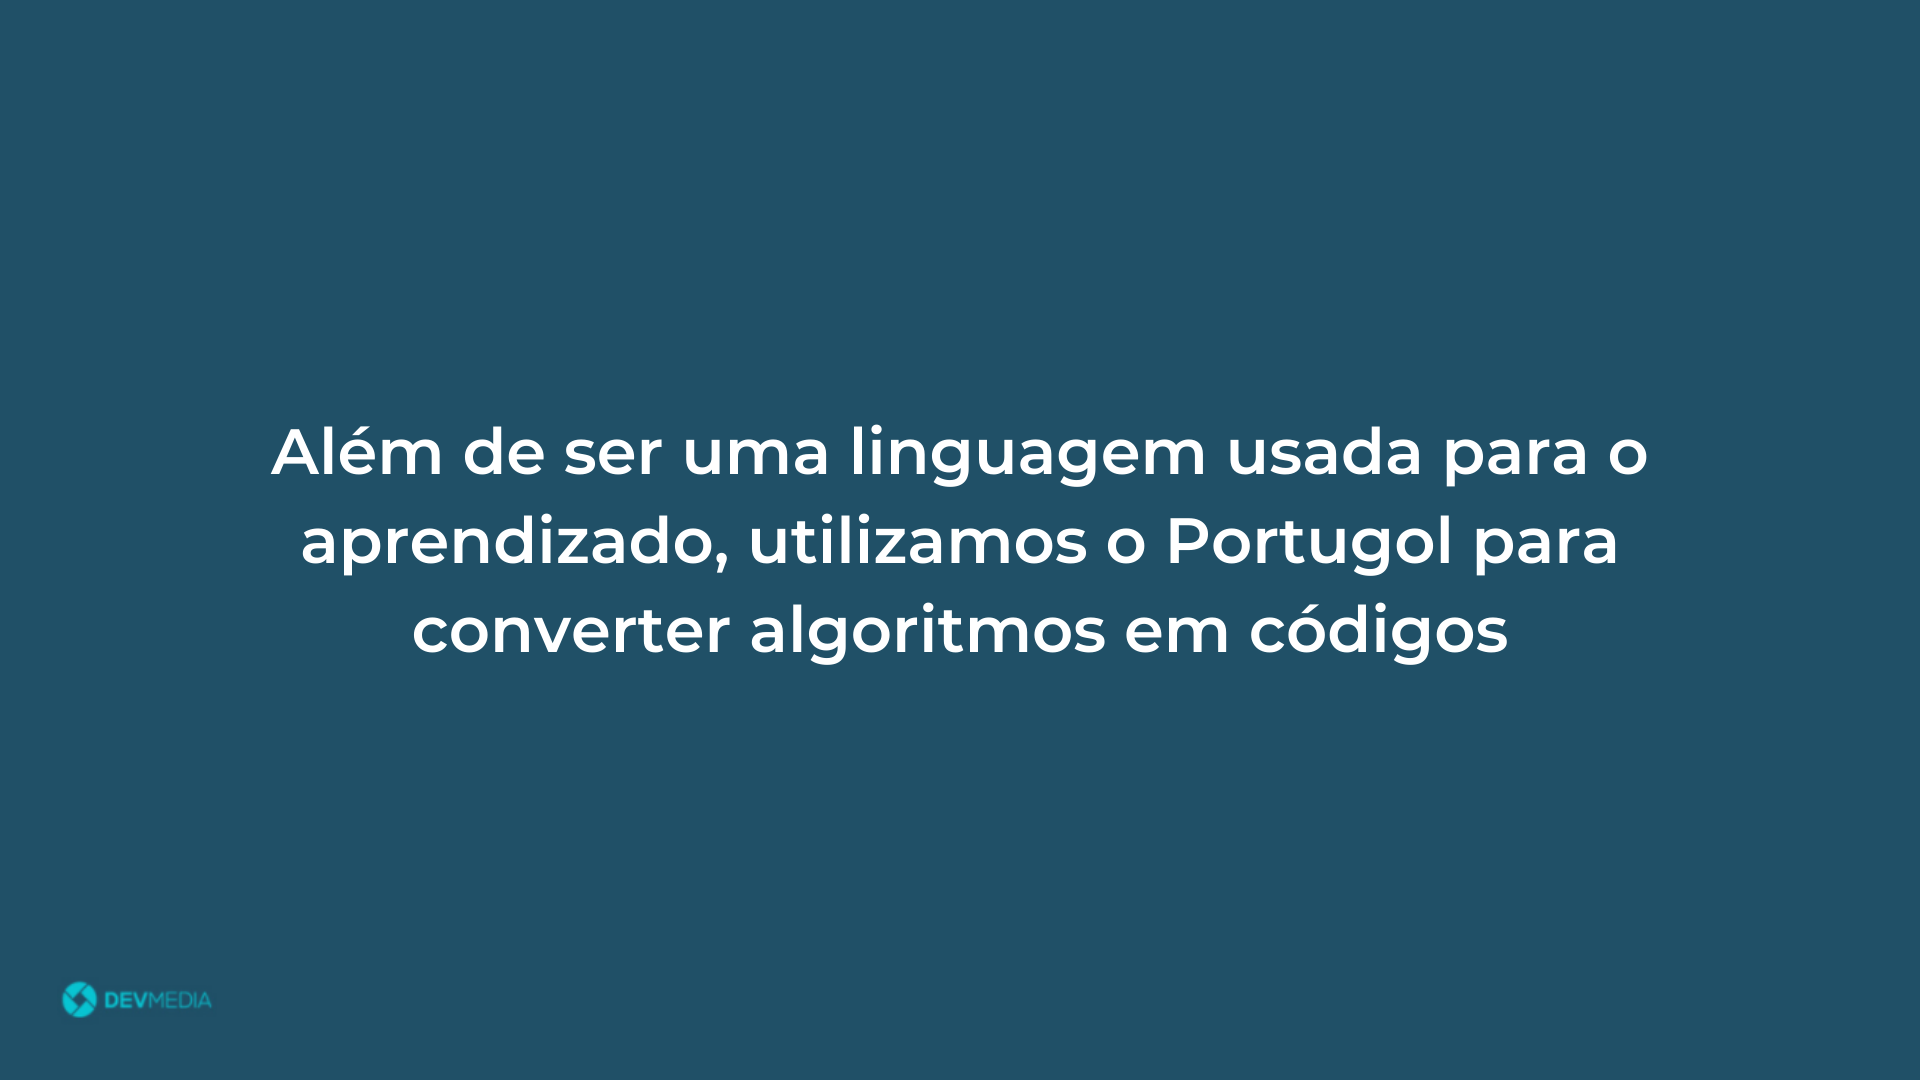 Além de ser uma linguagem usada para o
aprendizado, utilizamos o Portugol para
converter algoritmos em códigos
DEVMEDIA